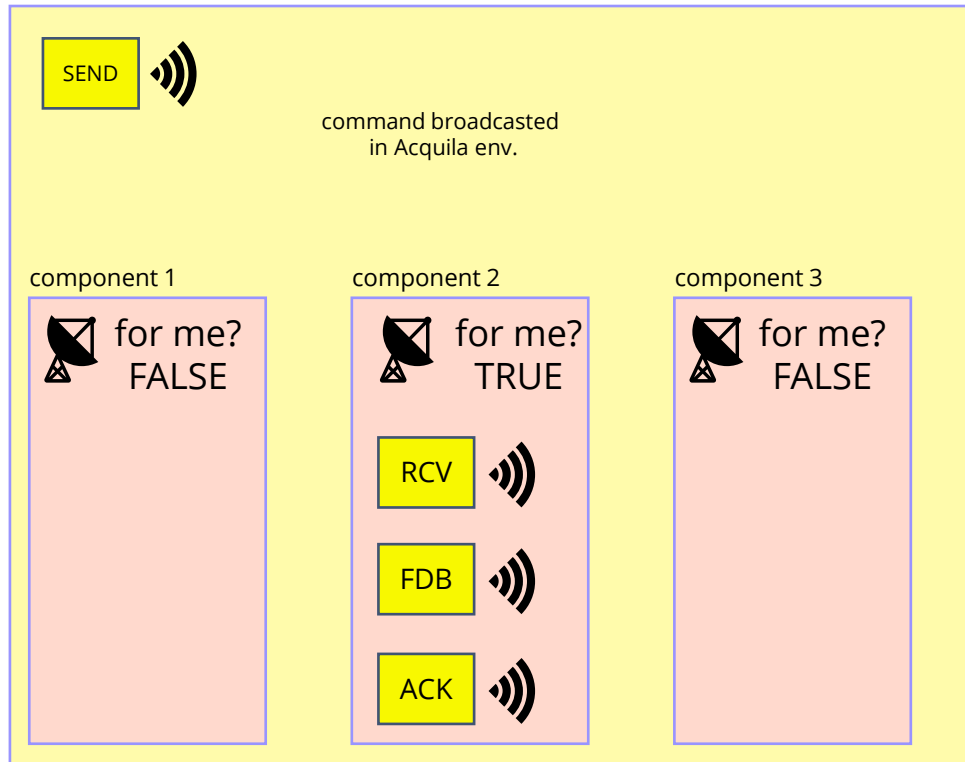 SEND
command broadcasted
in Acquila env.
component 1
for me?
FALSE
component 2
for me?
TRUE
RCV
FDB
ACK
component 3
for me?
FALSE